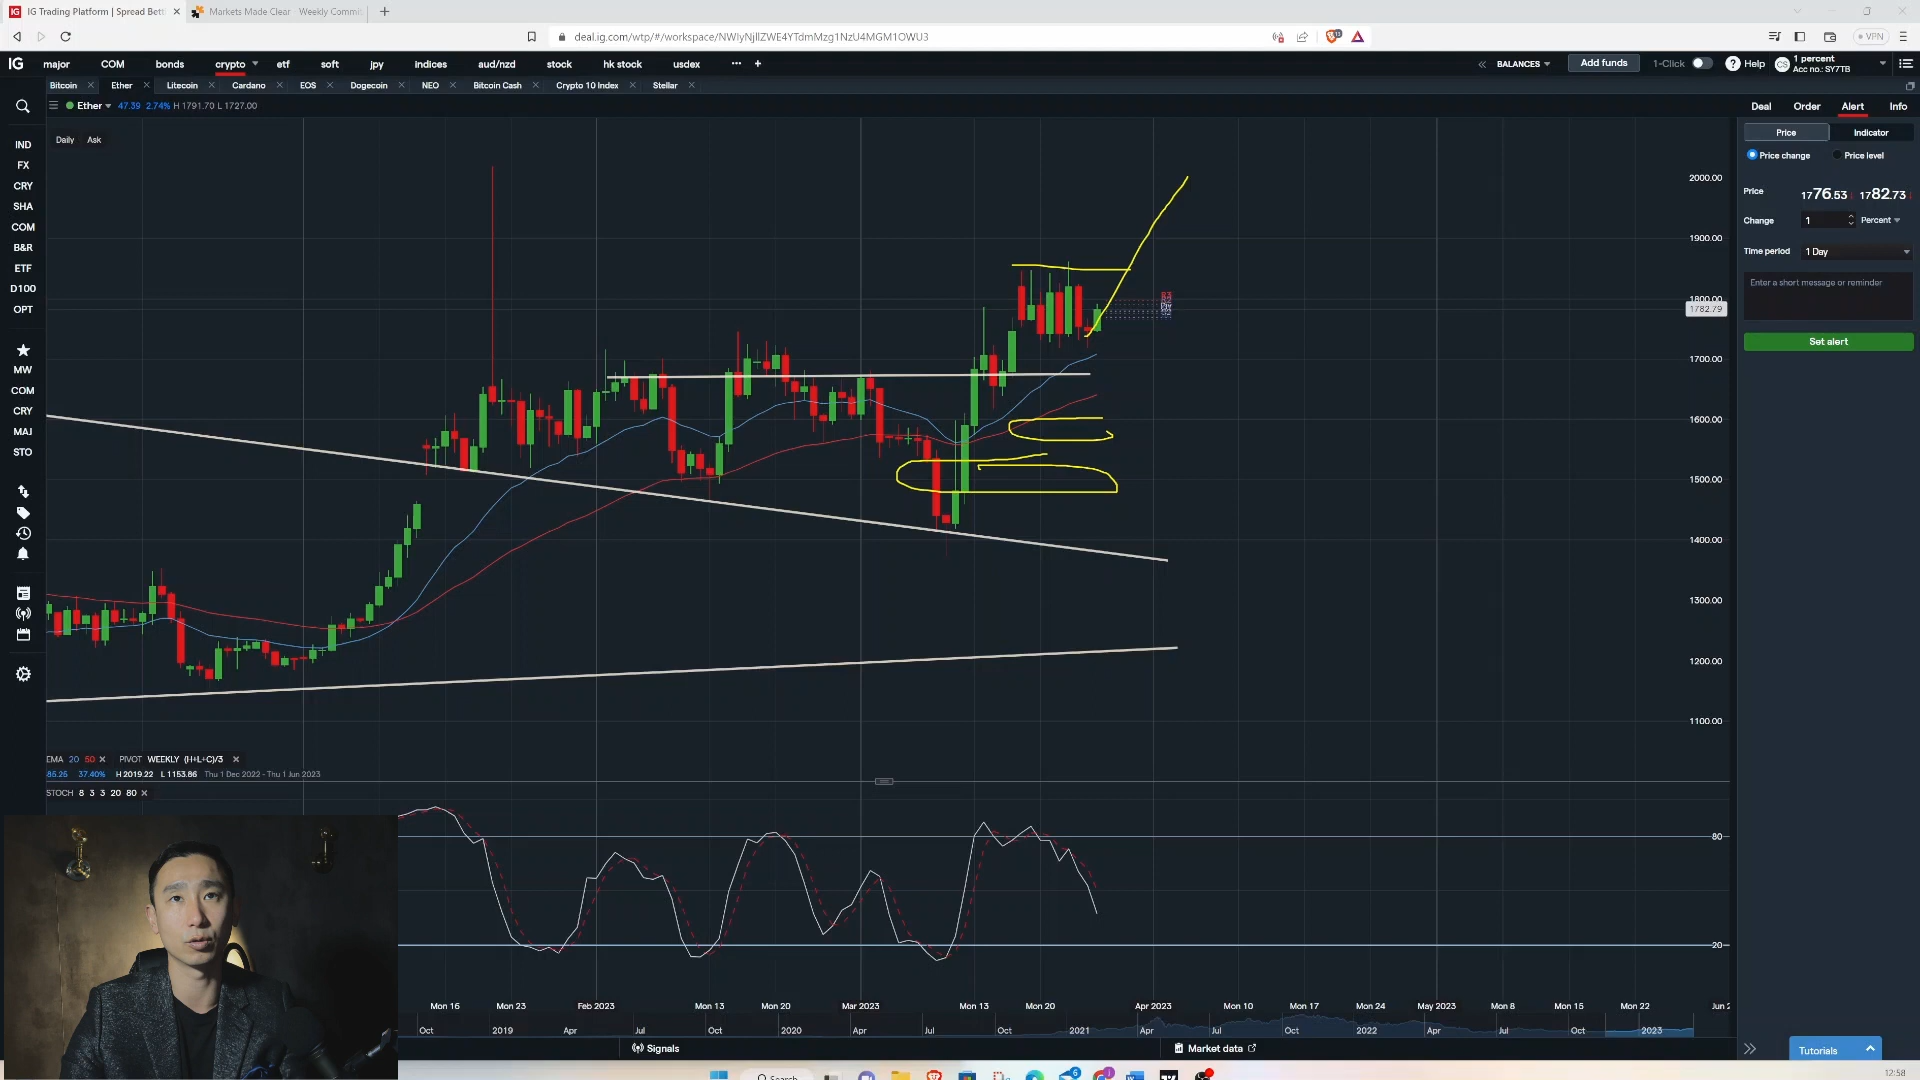 IG IG Trading Platform | Spread Betti
Markets Made Clear - Weekly Commit
deal.ig.com/wtp/#/workspace/NWIyNjllZWE4YTdmMzg1NzU4MGM1OWU3
VPN
IG major COM bonds crypto etf soft jpy indices aud/nzd stock hk stock usdex
BALANCES Add funds 1-Click Help CS 1 percent
Acc no.: SY7TB
Bitcoin Ether Litecoin Cardano EOS Dogecoin NEO Bitcoin Cash Crypto 10 Index Stellar
Ether 47.39 2.74% H 1791.70 L 1727.00
Deal Order Alert Info
Daily Ask
Price Indicator
Price change Price level
Price 1776.53 1782.73
Change 1 Percent
Time period 1 Day
Enter a short message or reminder
Set alert
IND
FX
CRY
SHA
COM
B&R
ETF
D100
OPT
MW
COM
CRY
MAJ
STO
2000.00
1900.00
1800.00
1782.79
1700.00
1600.00
1500.00
1400.00
1300.00
1200.00
1100.00
EMA 20 50 PIVOT WEEKLY (H+L+C)/3
85.25 37.40% H 2019.22 L 1153.86 Thu 1 Dec 2022 - Thu 1 Jun 2023
STOCH 8 3 3 20 80
80
20
Mon 16 Mon 23 Feb 2023 Mon 13 Mon 20 Mar 2023 Mon 13 Mon 20 Apr 2023 Mon 10 Mon 17 Mon 24 May 2023 Mon 8 Mon 15 Mon 22 Jun 2
Oct 2019 Apr Jul Oct 2020 Apr Jul Oct 2021 Apr Jul Oct 2022 Apr Jul Oct 2023
Signals Market data
Tutorials
Search
12:58